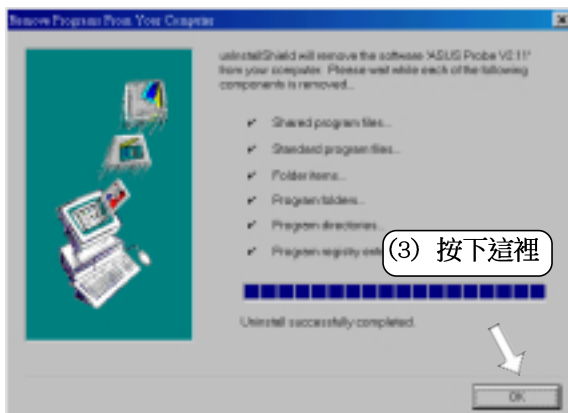 Remove Programs From Your Computer
uninstallShield will remove the software 'ASUS Probe V2.11'
from your computer. Please wait while each of the following
components is removed...
Shared program files...
Standard program files...
Folder items...
Program folders...
Program directories...
Program registry
(3) 按下這裡
Uninstall successfully completed.
OK